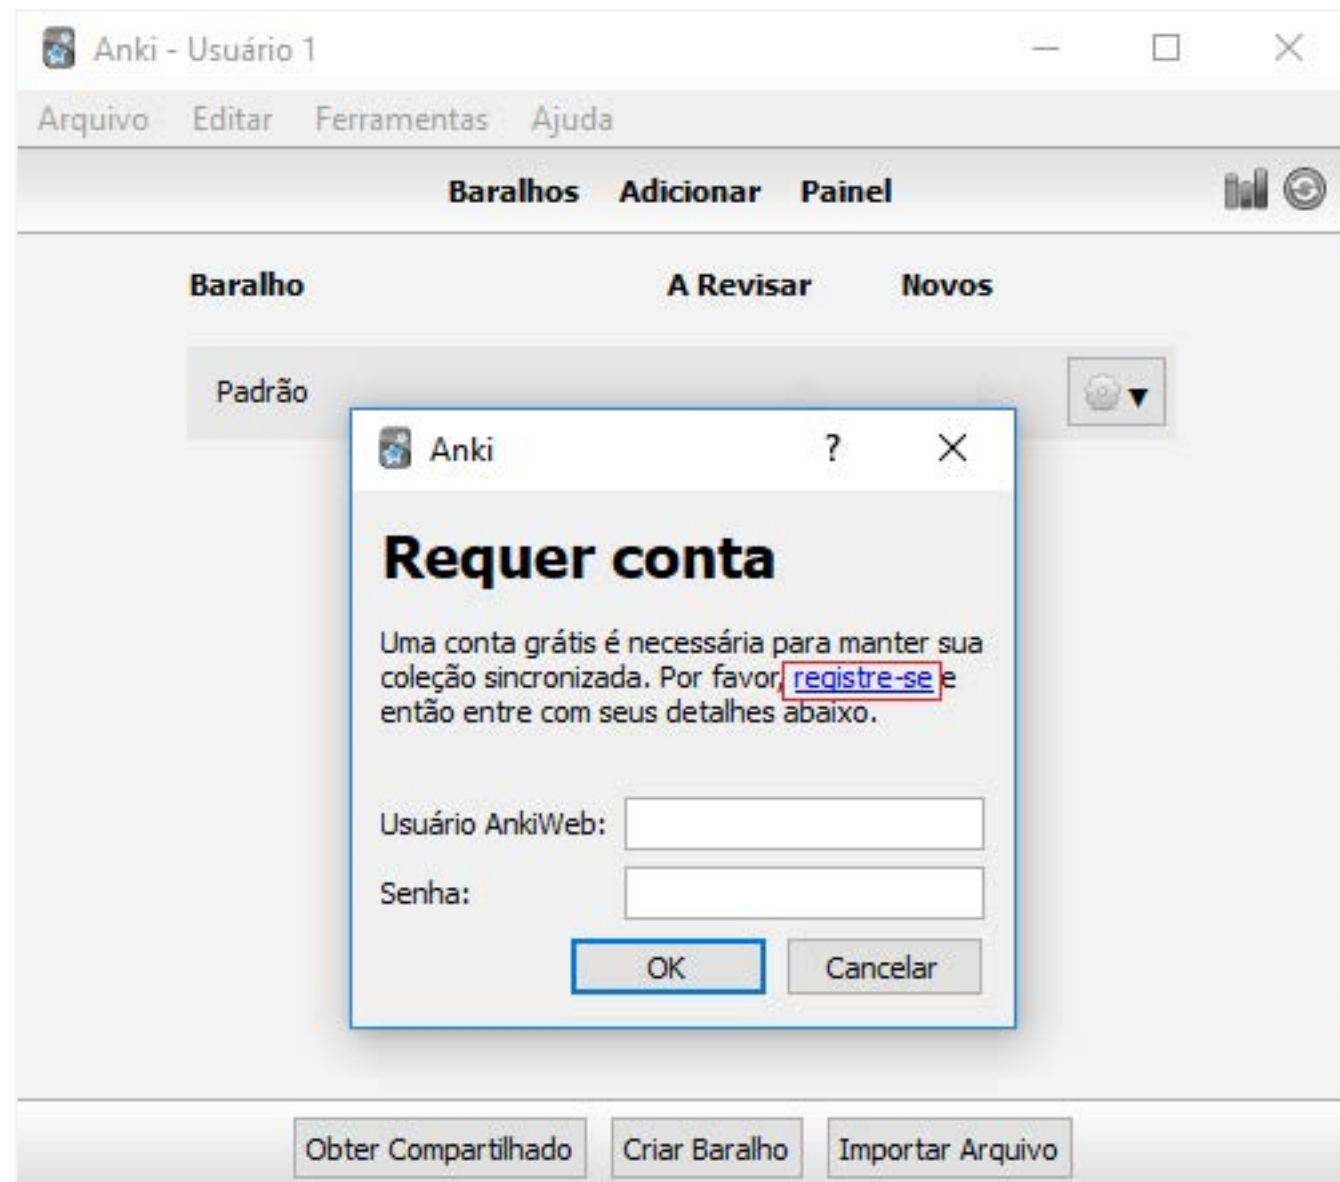 Anki - Usuário 1
Arquivo Editar Ferramentas Ajuda
Baralhos Adicionar Painel
Baralho A Revisar Novos
Padrão
Anki ?
Requer conta
Uma conta grátis é necessária para manter sua
coleção sincronizada. Por favor, registre-se e
então entre com seus detalhes abaixo.
Usuário AnkiWeb:
Senha:
OK Cancelar
Obter Compartilhado Criar Baralho Importar Arquivo